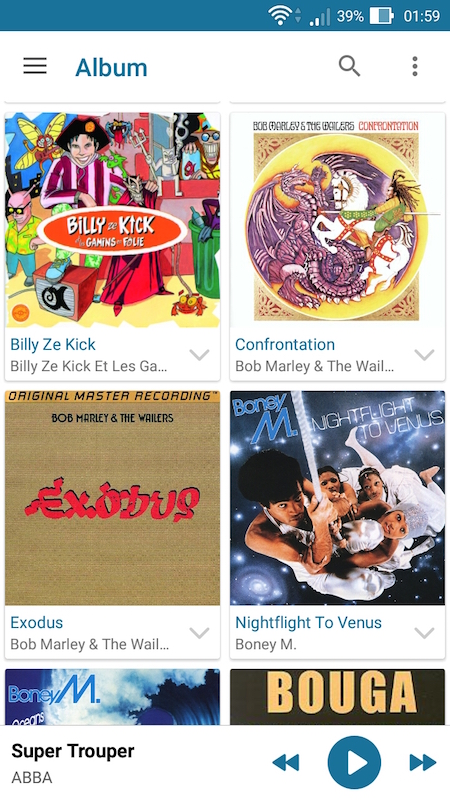 39% 01:59
Album
BiLLY ZE KiCK
et les GAMiNS en FOLiE
BOB MARLEY & THE WAILERS CONFRONTATION
Billy Ze Kick
Billy Ze Kick Et Les Ga...
Confrontation
Bob Marley & The Wail...
ORIGINAL MASTER RECORDING™
BOB MARLEY & THE WAILERS
EXODUS
Boney M.
NIGHTFLIGHT TO VENUS
Exodus
Bob Marley & The Wail...
Nightflight To Venus
Boney M.
Boney M.
Oceans
BOUGA
Super Trouper
ABBA